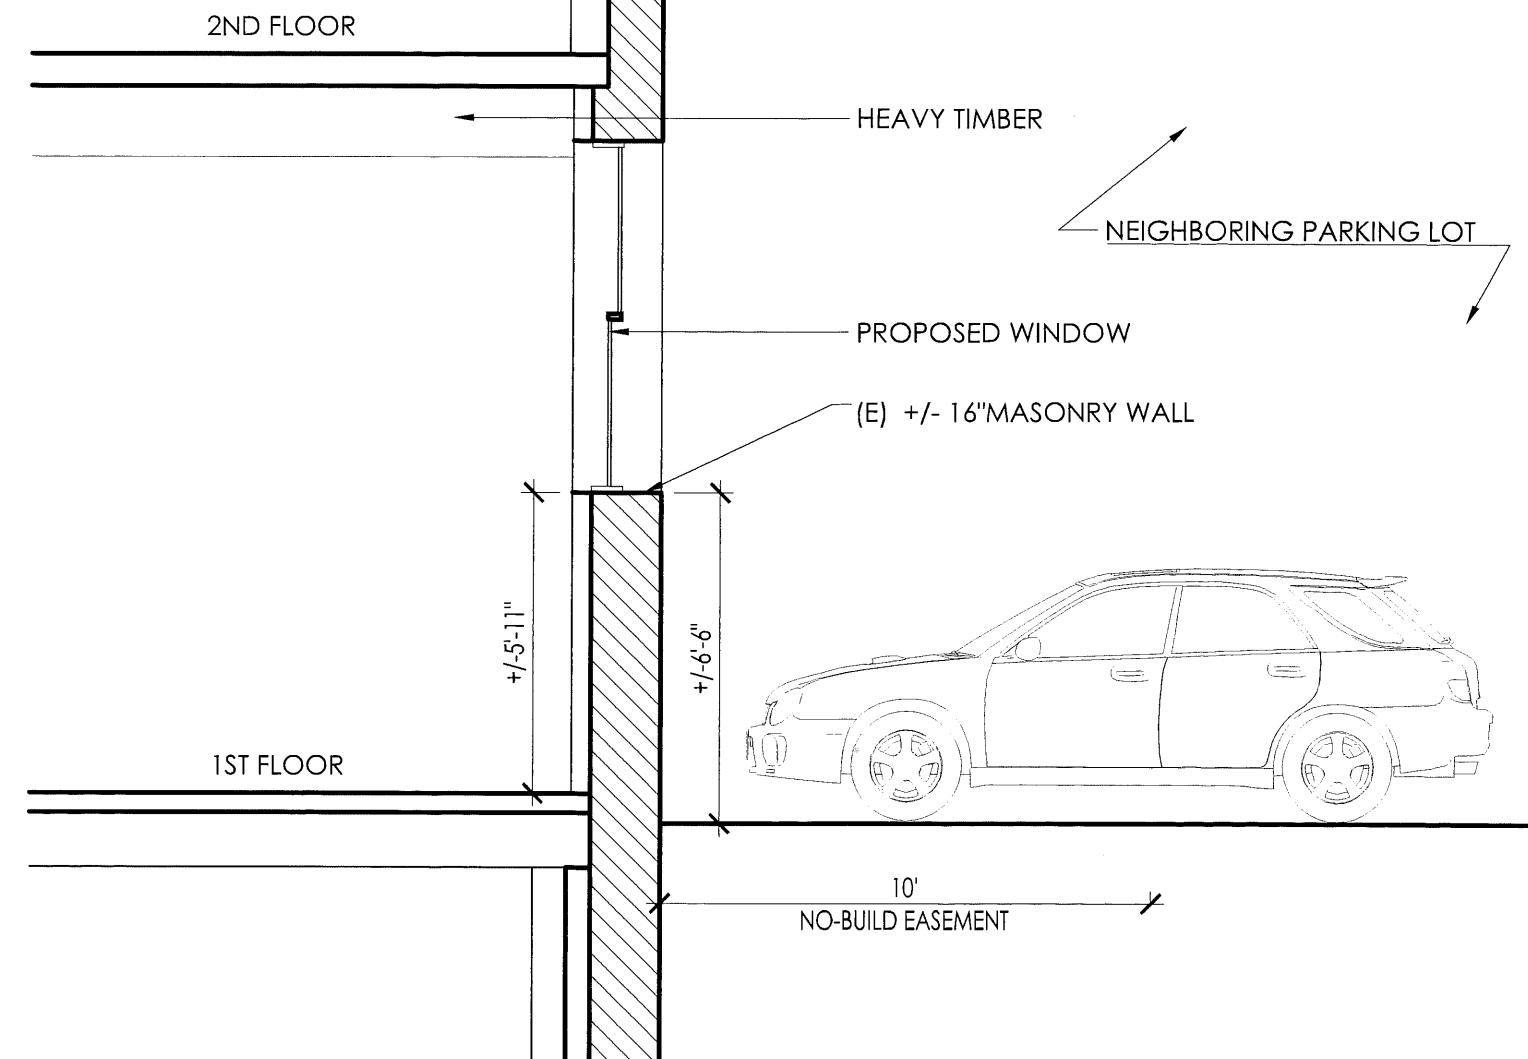 2ND FLOOR
HEAVY TIMBER
NEIGHBORING PARKING LOT
PROPOSED WINDOW
(E) +/- 16"MASONRY WALL
+/-5'-11"
+/-6'-6"
1ST FLOOR
10'
NO-BUILD EASEMENT